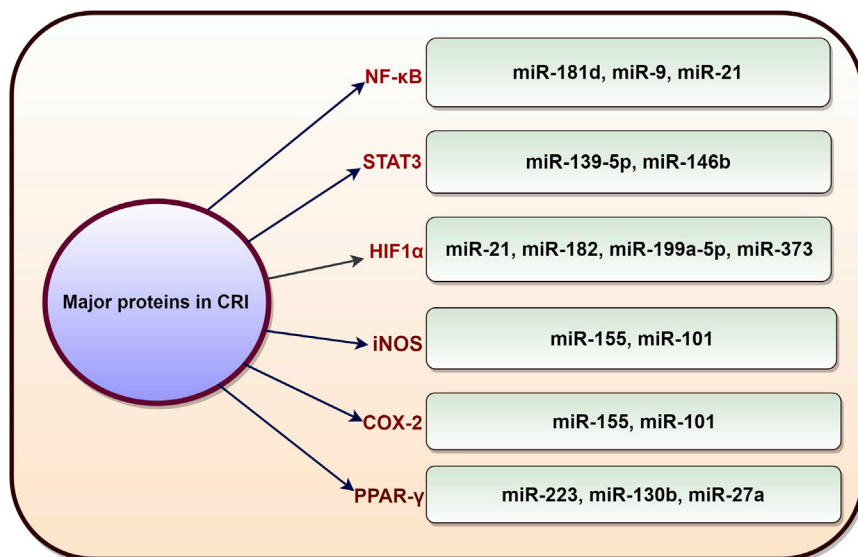 NF-κB
miR-181d, miR-9, miR-21
STAT3
miR-139-5p, miR-146b
HIF1α
miR-21, miR-182, miR-199a-5p, miR-373
Major proteins in CRI
iNOS
miR-155, miR-101
COX-2
miR-155, miR-101
PPAR-γ
miR-223, miR-130b, miR-27a